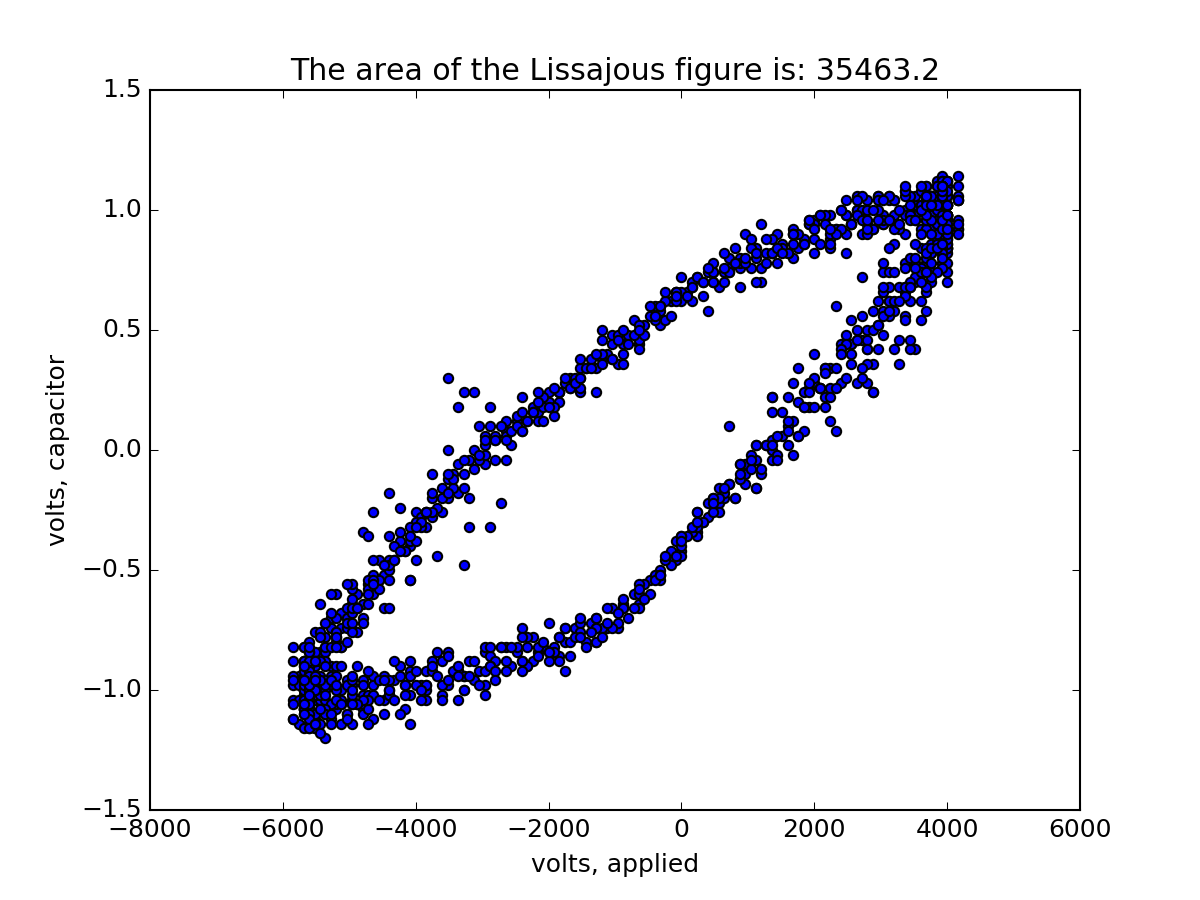 The area of the Lissajous figure is: 35463.2
1.5
1.0
0.5
0.0
−0.5
−1.0
−1.5
volts, capacitor
−8000 −6000 −4000 −2000 0 2000 4000 6000
volts, applied